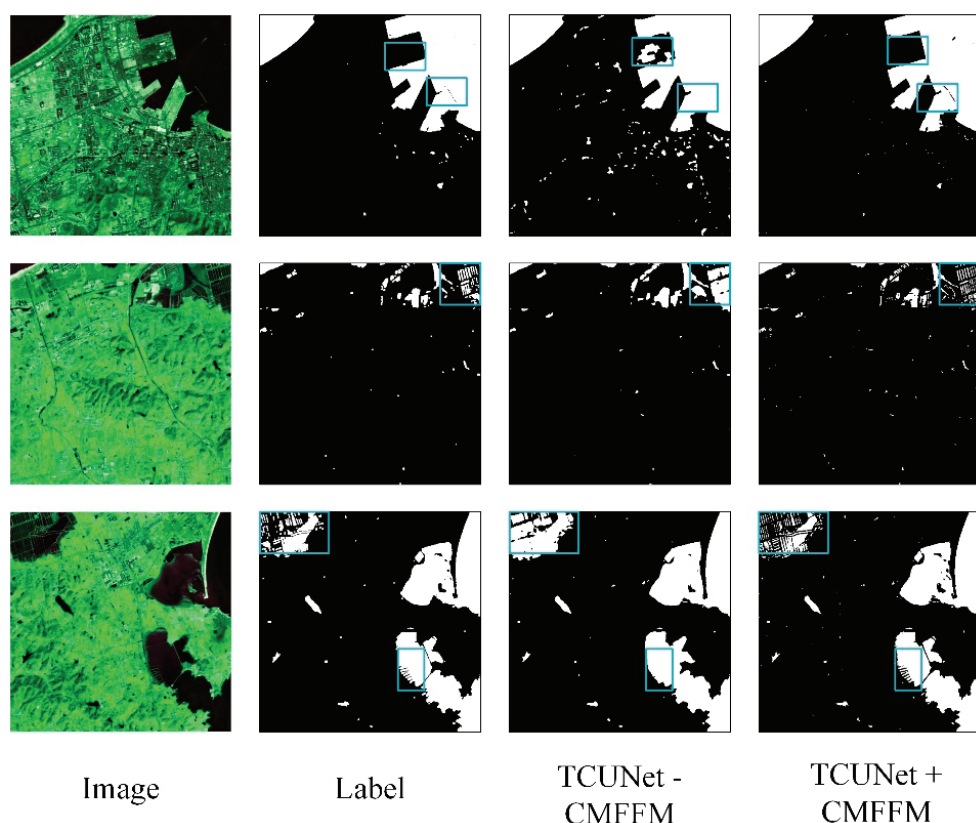 Image
Label
TCUNet -
CMFFM
TCUNet +
CMFFM